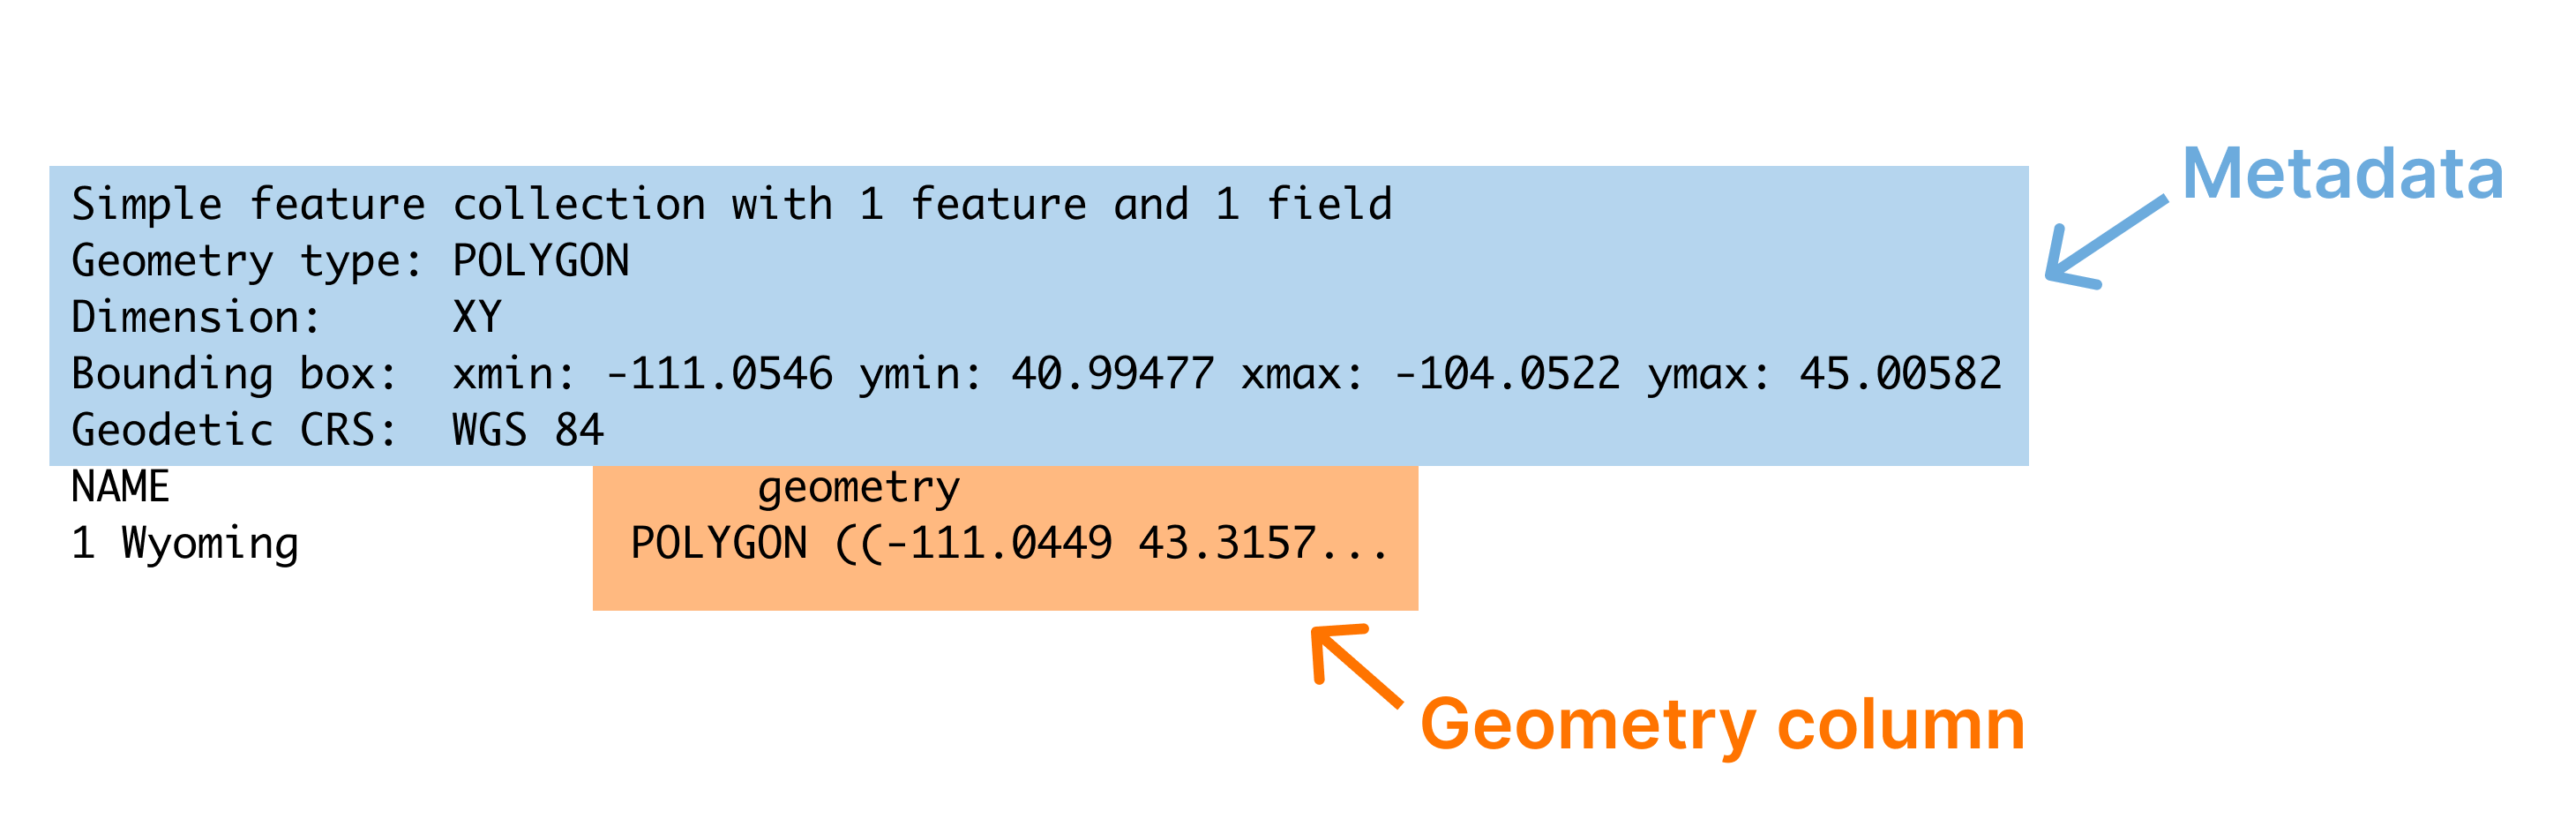 Metadata
Simple feature collection with 1 feature and 1 field
Geometry type: POLYGON
Dimension:     XY
Bounding box:  xmin: -111.0546 ymin: 40.99477 xmax: -104.0522 ymax: 45.00582
Geodetic CRS:  WGS 84
NAME                       geometry
1 Wyoming             POLYGON ((-111.0449 43.3157...
Geometry column